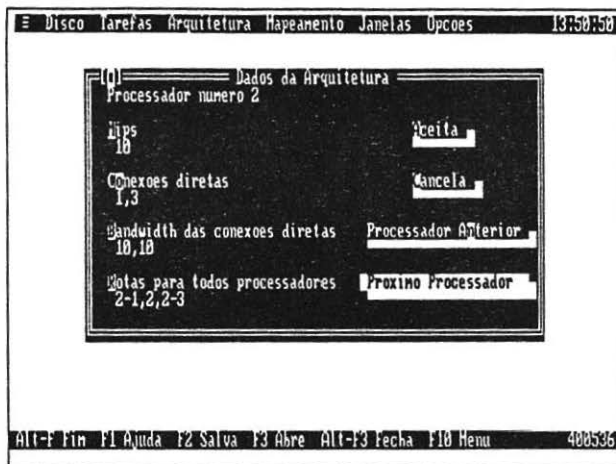 ≡ Disco Tarefas Arquitetura Mapeamento Janelas Opcoes 13:50:50
Dados da Arquitetura
Processador numero 2
Mips Aceita
10
Conexoes diretas Cancela
1,3
Bandwidth das conexoes diretas Processador Anterior
10,10
Rotas para todos processadores Proximo Processador
2-1,2,2-3
Alt-F Fim F1 Ajuda F2 Salva F3 Abre Alt-F3 Fecha F10 Menu 400536